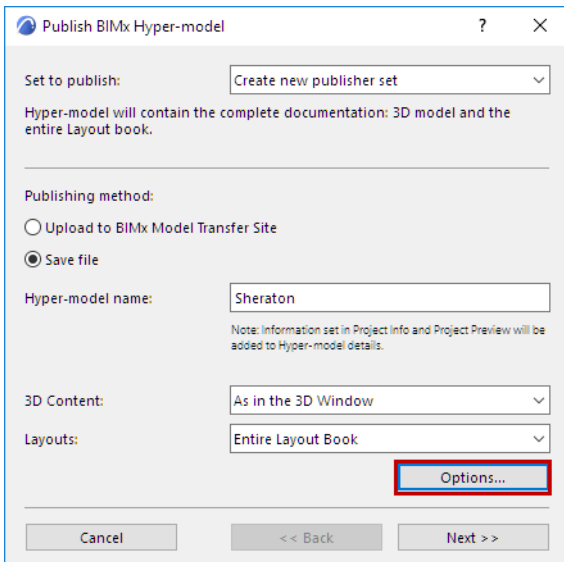 Publish BIMx Hyper-model
?
Set to publish:
Create new publisher set
Hyper-model will contain the complete documentation: 3D model and the
entire Layout book.
Publishing method:
Upload to BIMx Model Transfer Site
Save file
Hyper-model name:
Sheraton
Note: Information set in Project Info and Project Preview will be
added to Hyper-model details.
3D Content:
As in the 3D Window
Layouts:
Entire Layout Book
Options...
Cancel
<< Back
Next >>